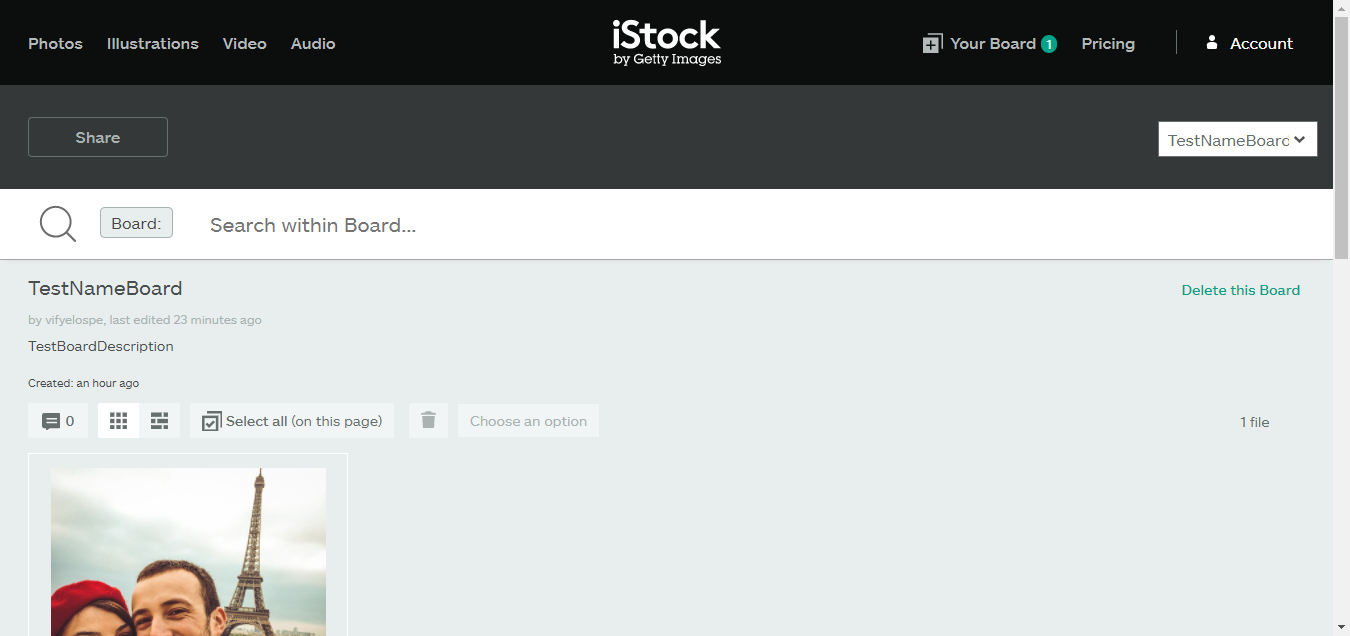 Photos Illustrations Video Audio
iStock
by Getty Images
Your Board 1 Pricing Account
Share
TestNameBoard
Board: Search within Board...
TestNameBoard
Delete this Board
by vifyelospe, last edited 23 minutes ago
TestBoardDescription
Created: an hour ago
0 Select all (on this page) Choose an option 1 file